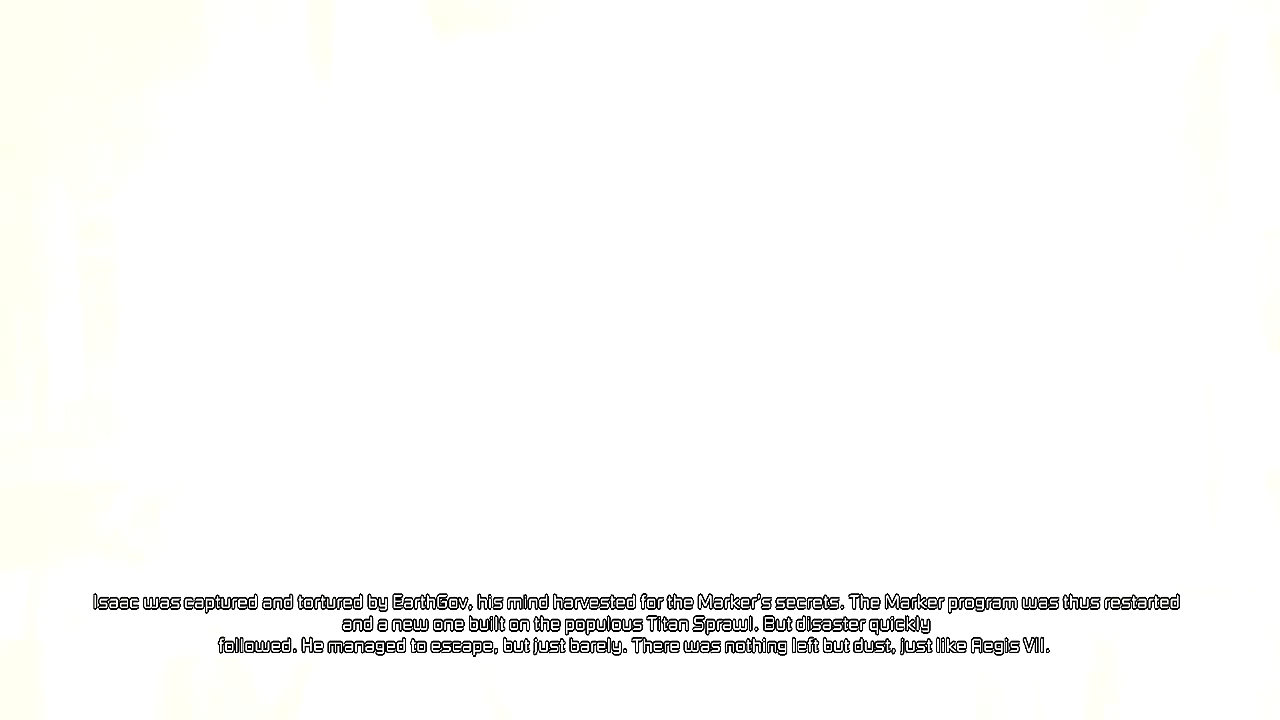 Isaac was captured and tortured by EarthGov, his mind harvested for the Marker's secrets. The Marker program was thus restarted
and a new one built on the populous Titan Sprawl. But disaster quickly
followed. He managed to escape, but just barely. There was nothing left but dust, just like Aegis VII.